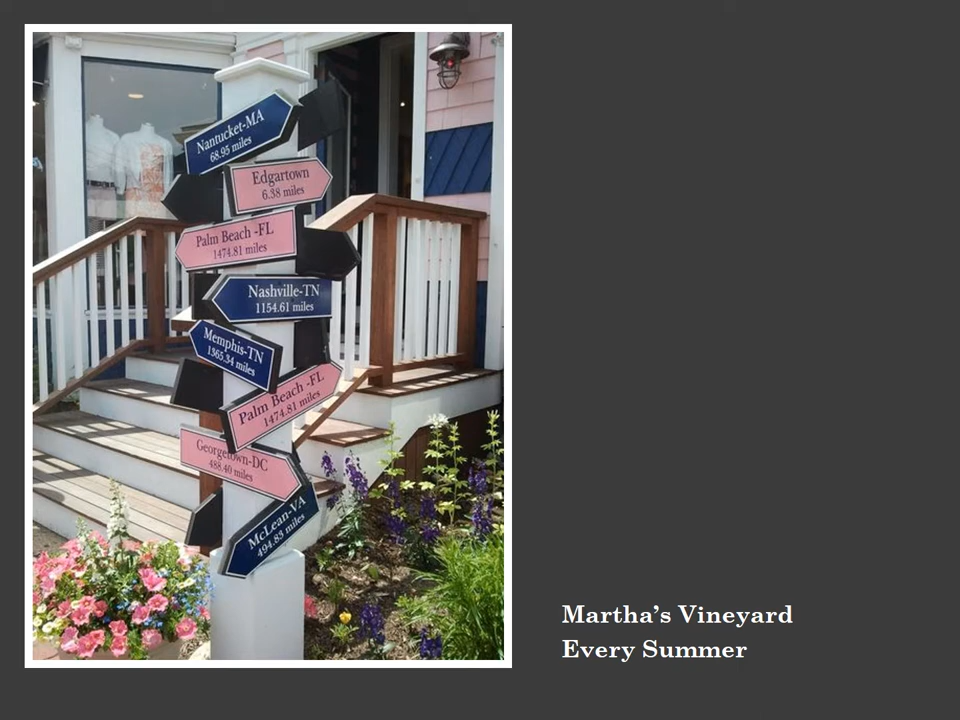 Nantucket-MA
68.95 miles
Edgartown
6.38 miles
Palm Beach -FL
1474.81 miles
Nashville-TN
1154.61 miles
Memphis-TN
1365.34 miles
Palm Beach -FL
1474.81 miles
Georgetown-DC
488.40 miles
McLean-VA
494.83 miles
Martha's Vineyard
Every Summer